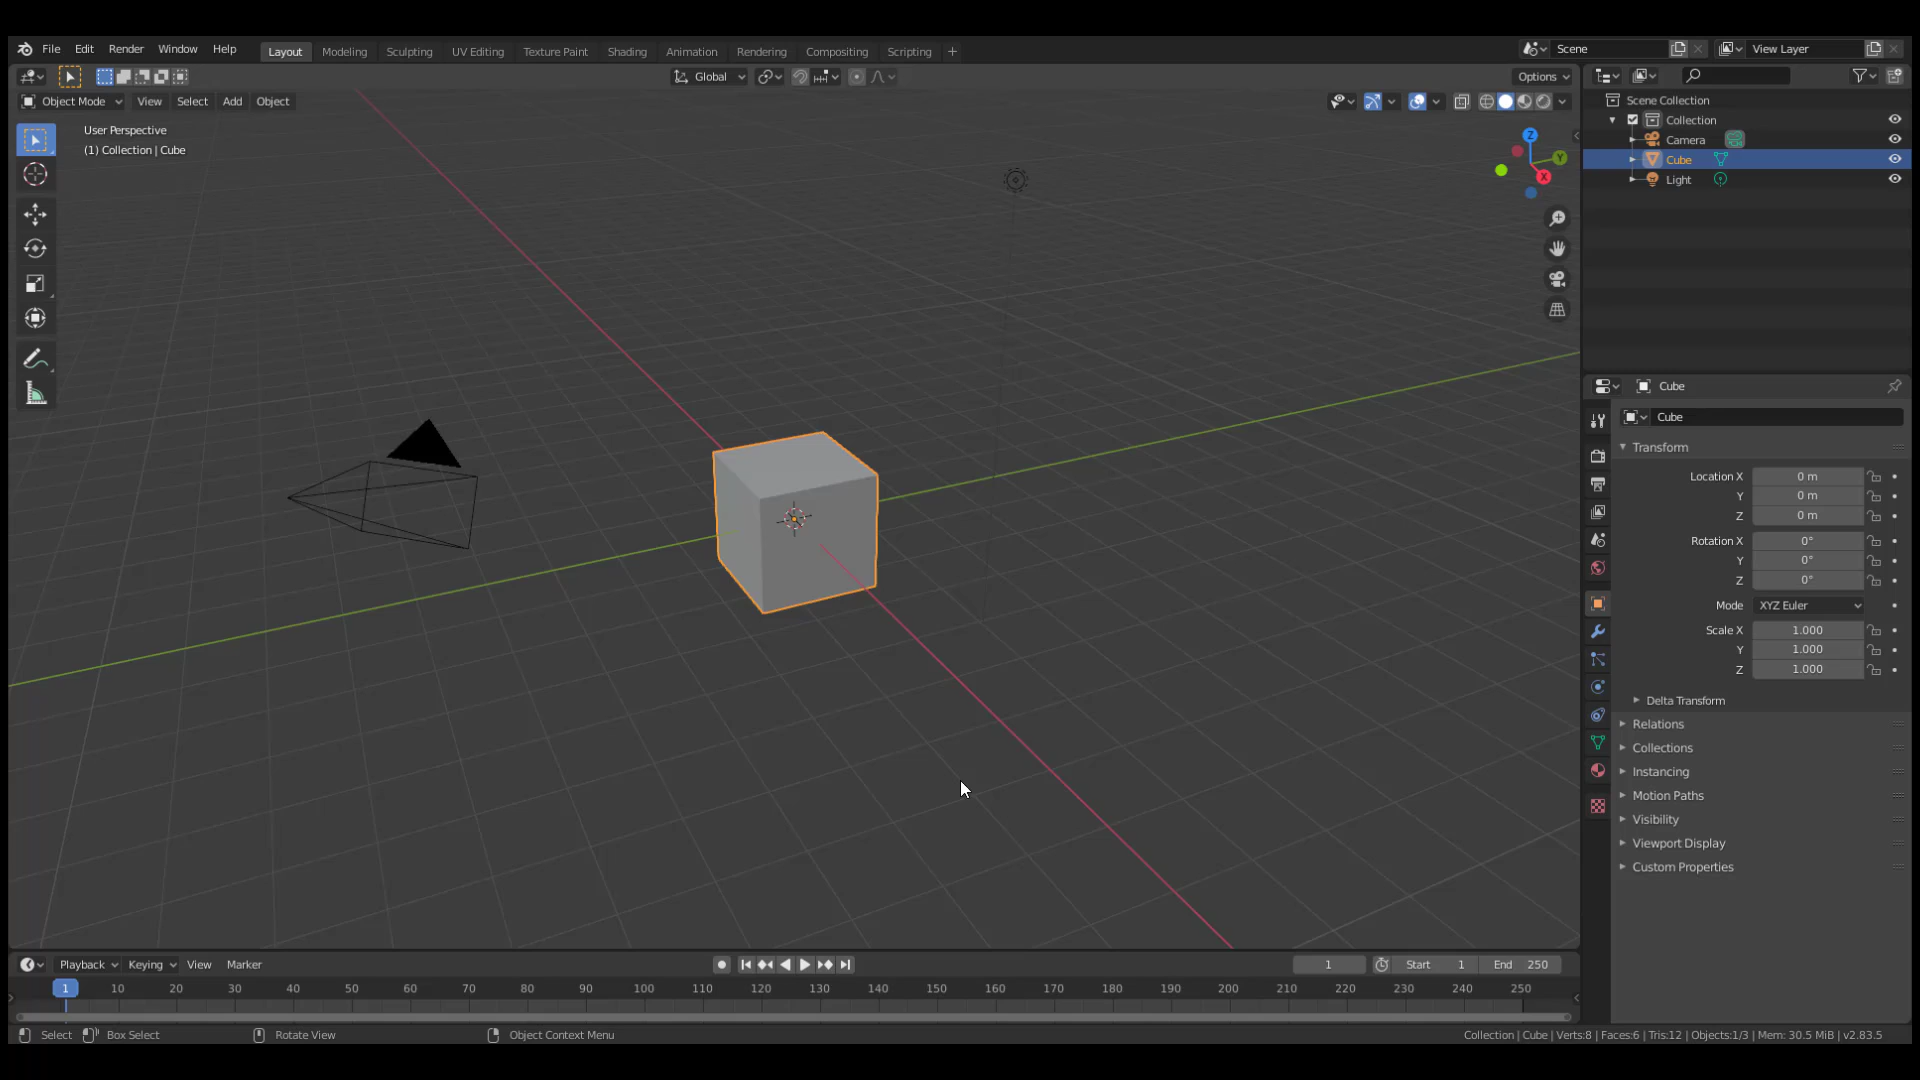 File Edit Render Window Help Layout Modeling Sculpting UV Editing Texture Paint Shading Animation Rendering Compositing Scripting + Scene View Layer
Global Options
Object Mode View Select Add Object
User Perspective
(1) Collection | Cube
Z
Y
X
Scene Collection
Collection
Camera
Cube
Light
Cube
Cube
Transform
Location X 0 m
Y 0 m
Z 0 m
Rotation X 0°
Y 0°
Z 0°
Mode XYZ Euler
Scale X 1.000
Y 1.000
Z 1.000
Delta Transform
Relations
Collections
Instancing
Motion Paths
Visibility
Viewport Display
Custom Properties
Playback Keying View Marker 1 Start 1 End 250
1 10 20 30 40 50 60 70 80 90 100 110 120 130 140 150 160 170 180 190 200 210 220 230 240 250
Select Box Select Rotate View Object Context Menu Collection | Cube | Verts:8 | Faces:6 | Tris:12 | Objects:1/3 | Mem: 30.5 MiB | v2.83.5